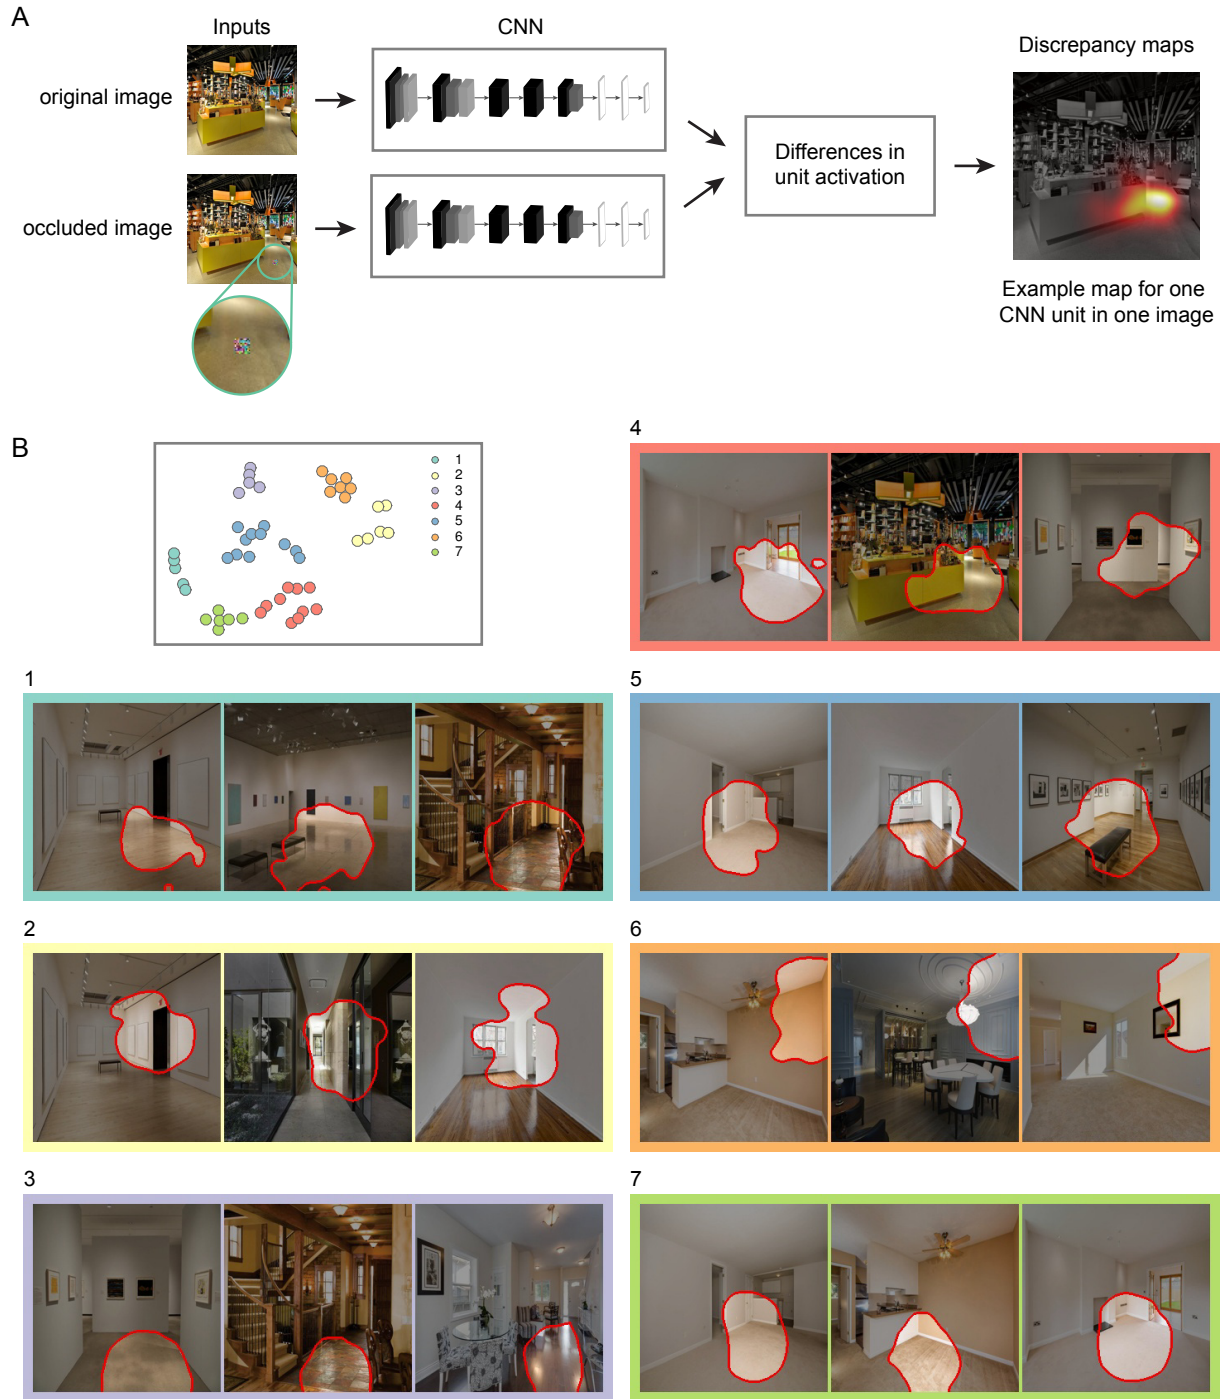 A
Inputs
CNN
Discrepancy maps
original image
occluded image
Differences in
unit activation
Example map for one
CNN unit in one image
B
1
2
3
4
5
6
7
4
1
5
2
6
3
7